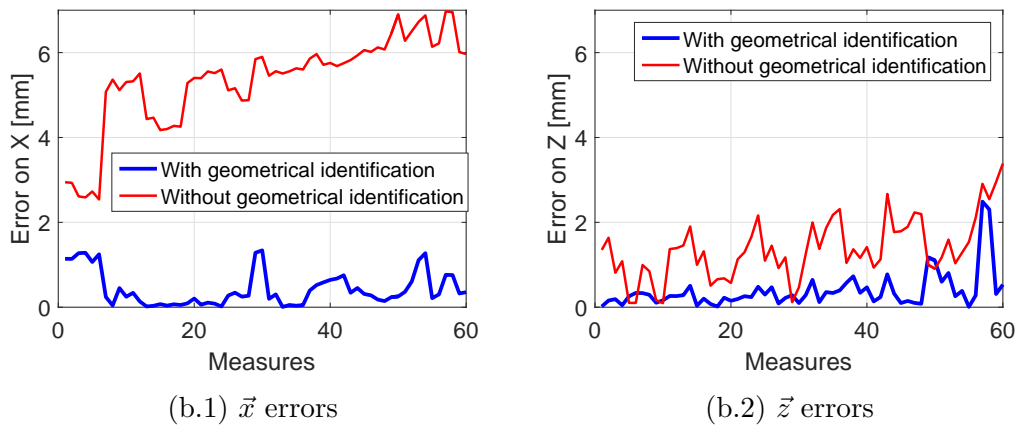 Error on X [mm]
6
4
2
0
With geometrical identification
Without geometrical identification
0 20 40 60
Measures
(b.1) x⃗ errors
Error on Z [mm]
6
4
2
0
With geometrical identification
Without geometrical identification
0 20 40 60
Measures
(b.2) z⃗ errors